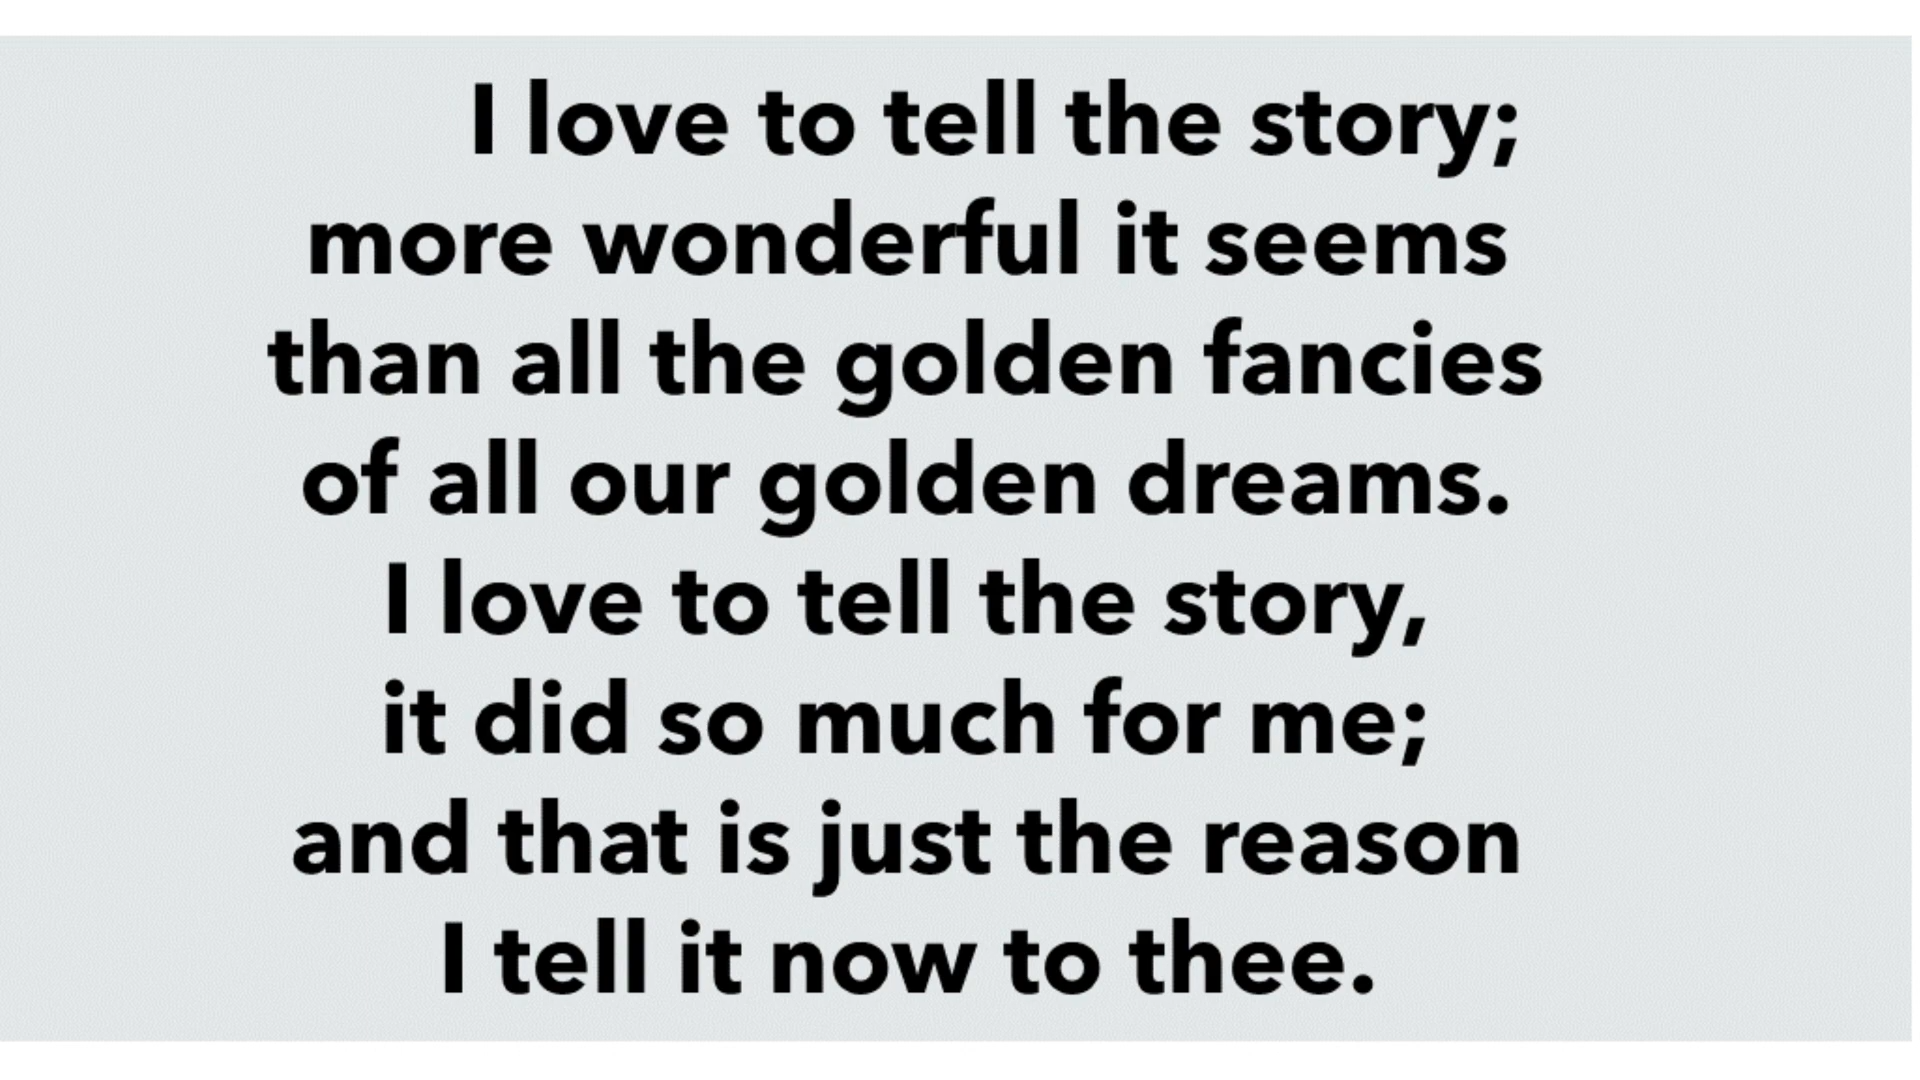 I love to tell the story;
more wonderful it seems
than all the golden fancies
of all our golden dreams.
I love to tell the story,
it did so much for me;
and that is just the reason
I tell it now to thee.